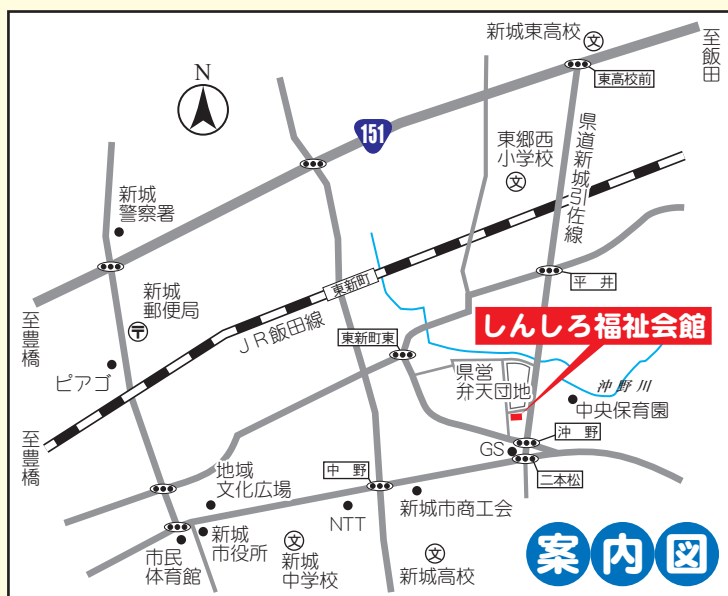 新城東高校
文
至飯田
東高校前
N
151
県道新城引佐線
東郷西
小学校
文
新城
警察署
東新町
平井
新城
郵便局
〒
至豊橋
JR飯田線
東新町東
しんしろ福祉会館
ピアゴ
県営
弁天団地
沖野川
中央保育園
至豊橋
沖野
GS
地域
文化広場
中野
二本松
新城市商工会
NTT
新城
市役所
市民
体育館
文
新城
中学校
文
新城高校
案内図